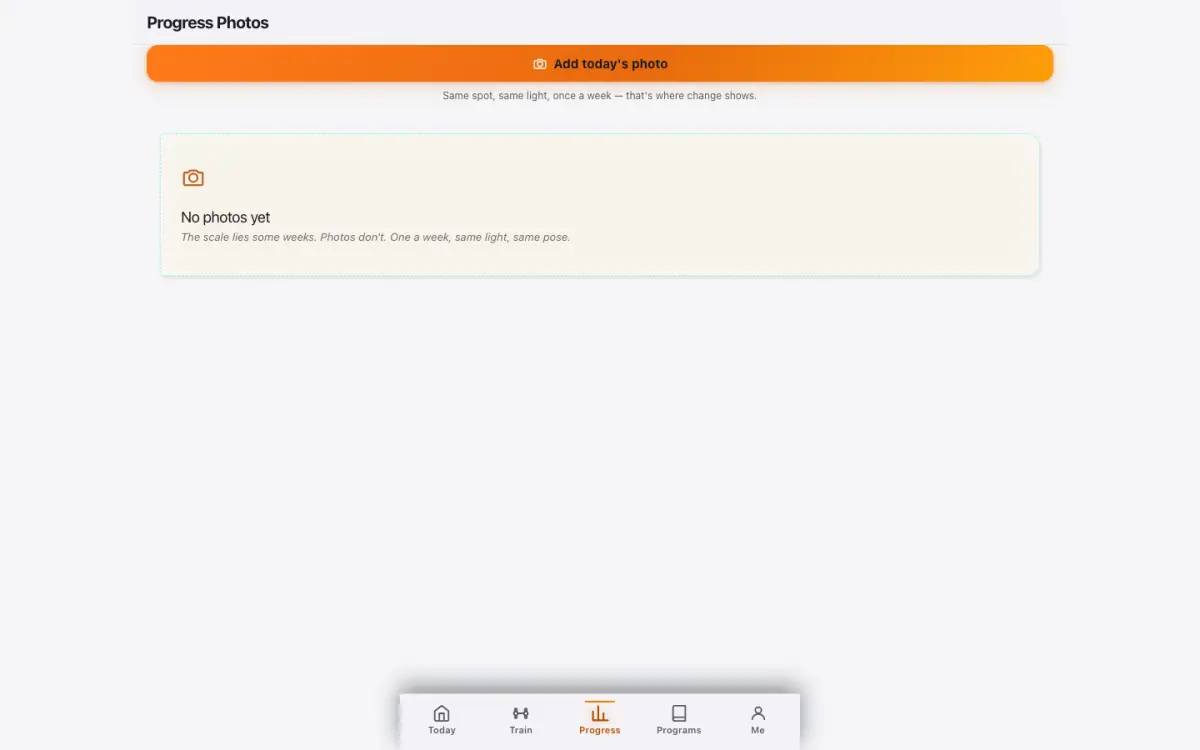 Progress Photos
Add today's photo
Same spot, same light, once a week — that's where change shows.
No photos yet
The scale lies some weeks. Photos don't. One a week, same light, same pose.
Today
Train
Progress
Programs
Me